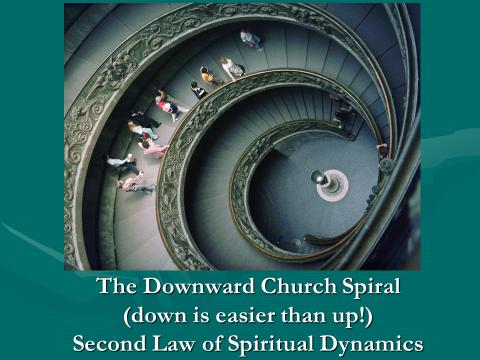 The Downward Church Spiral
(down is easier than up!)
Second Law of Spiritual Dynamics